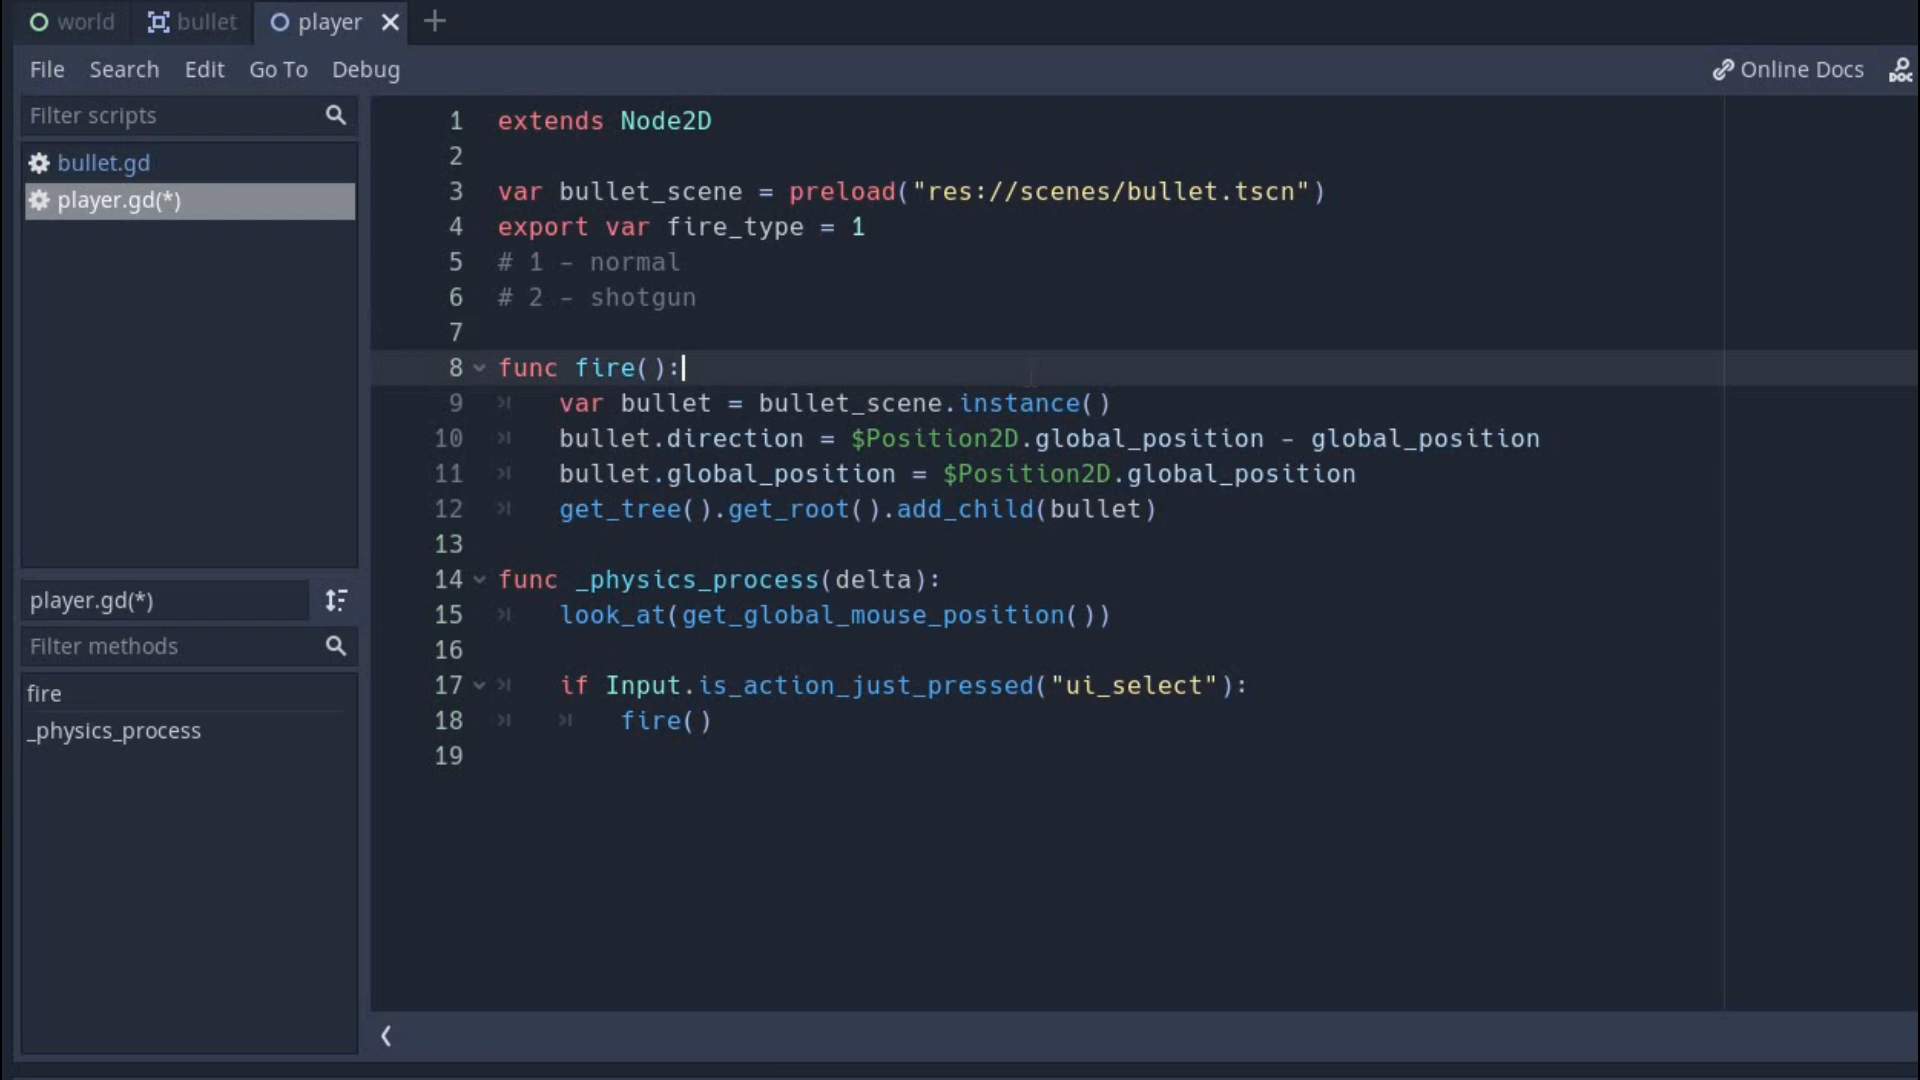 world bullet player
File Search Edit Go To Debug Online Docs DOC
Filter scripts
bullet.gd
player.gd(*)
player.gd(*)
Filter methods
fire
_physics_process
1 extends Node2D
2
3 var bullet_scene = preload("res://scenes/bullet.tscn")
4 export var fire_type = 1
5 # 1 - normal
6 # 2 - shotgun
7
8 func fire():
9 var bullet = bullet_scene.instance()
10 bullet.direction = $Position2D.global_position - global_position
11 bullet.global_position = $Position2D.global_position
12 get_tree().get_root().add_child(bullet)
13
14 func _physics_process(delta):
15 look_at(get_global_mouse_position())
16
17 if Input.is_action_just_pressed("ui_select"):
18 fire()
19